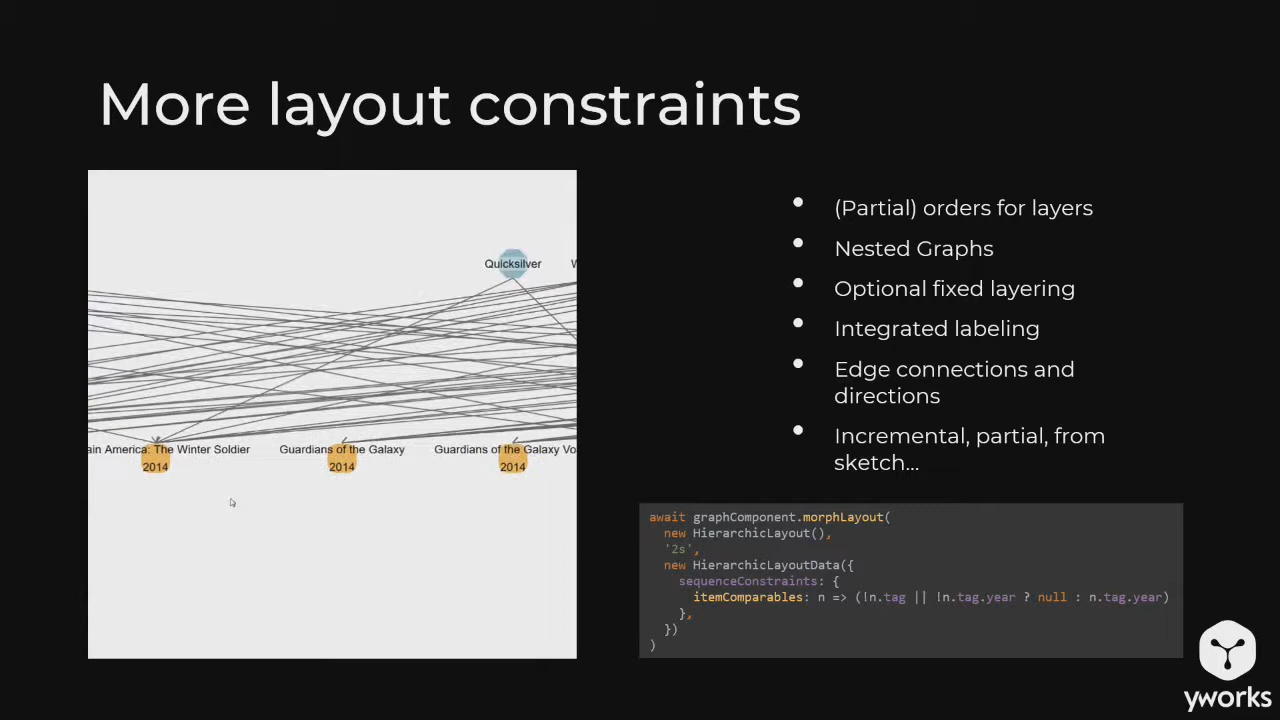 More layout constraints
Quicksilver
ain America: The Winter Soldier
2014
Guardians of the Galaxy
2014
Guardians of the Galaxy Vo
2014
(Partial) orders for layers
Nested Graphs
Optional fixed layering
Integrated labeling
Edge connections and
directions
Incremental, partial, from
sketch...
await graphComponent.morphLayout(
new HierarchicLayout(),
'2s',
new HierarchicLayoutData({
sequenceConstraints: {
itemComparables: n => (!n.tag || !n.tag.year ? null : n.tag.year)
},
})
)
yworks